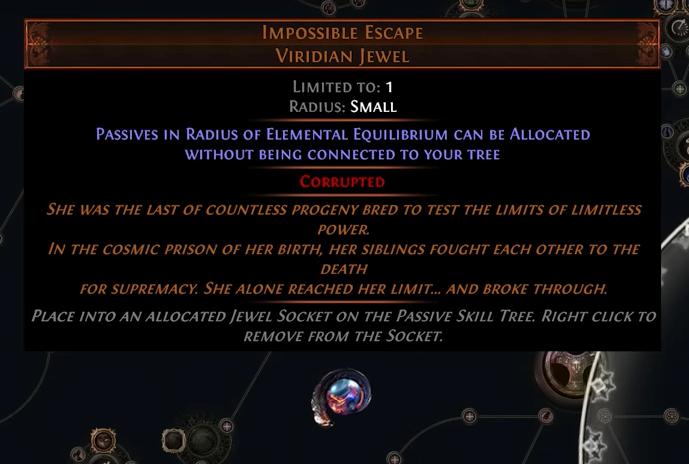 Impossible Escape
Viridian Jewel
Limited to: 1
Radius: Small
Passives in Radius of Elemental Equilibrium can be Allocated
without being connected to your tree
Corrupted
She was the last of countless progeny bred to test the limits of limitless
power.
In the cosmic prison of her birth, her siblings fought each other to the
death
for supremacy. She alone reached her limit... and broke through.
Place into an allocated Jewel Socket on the Passive Skill Tree. Right click to
remove from the Socket.